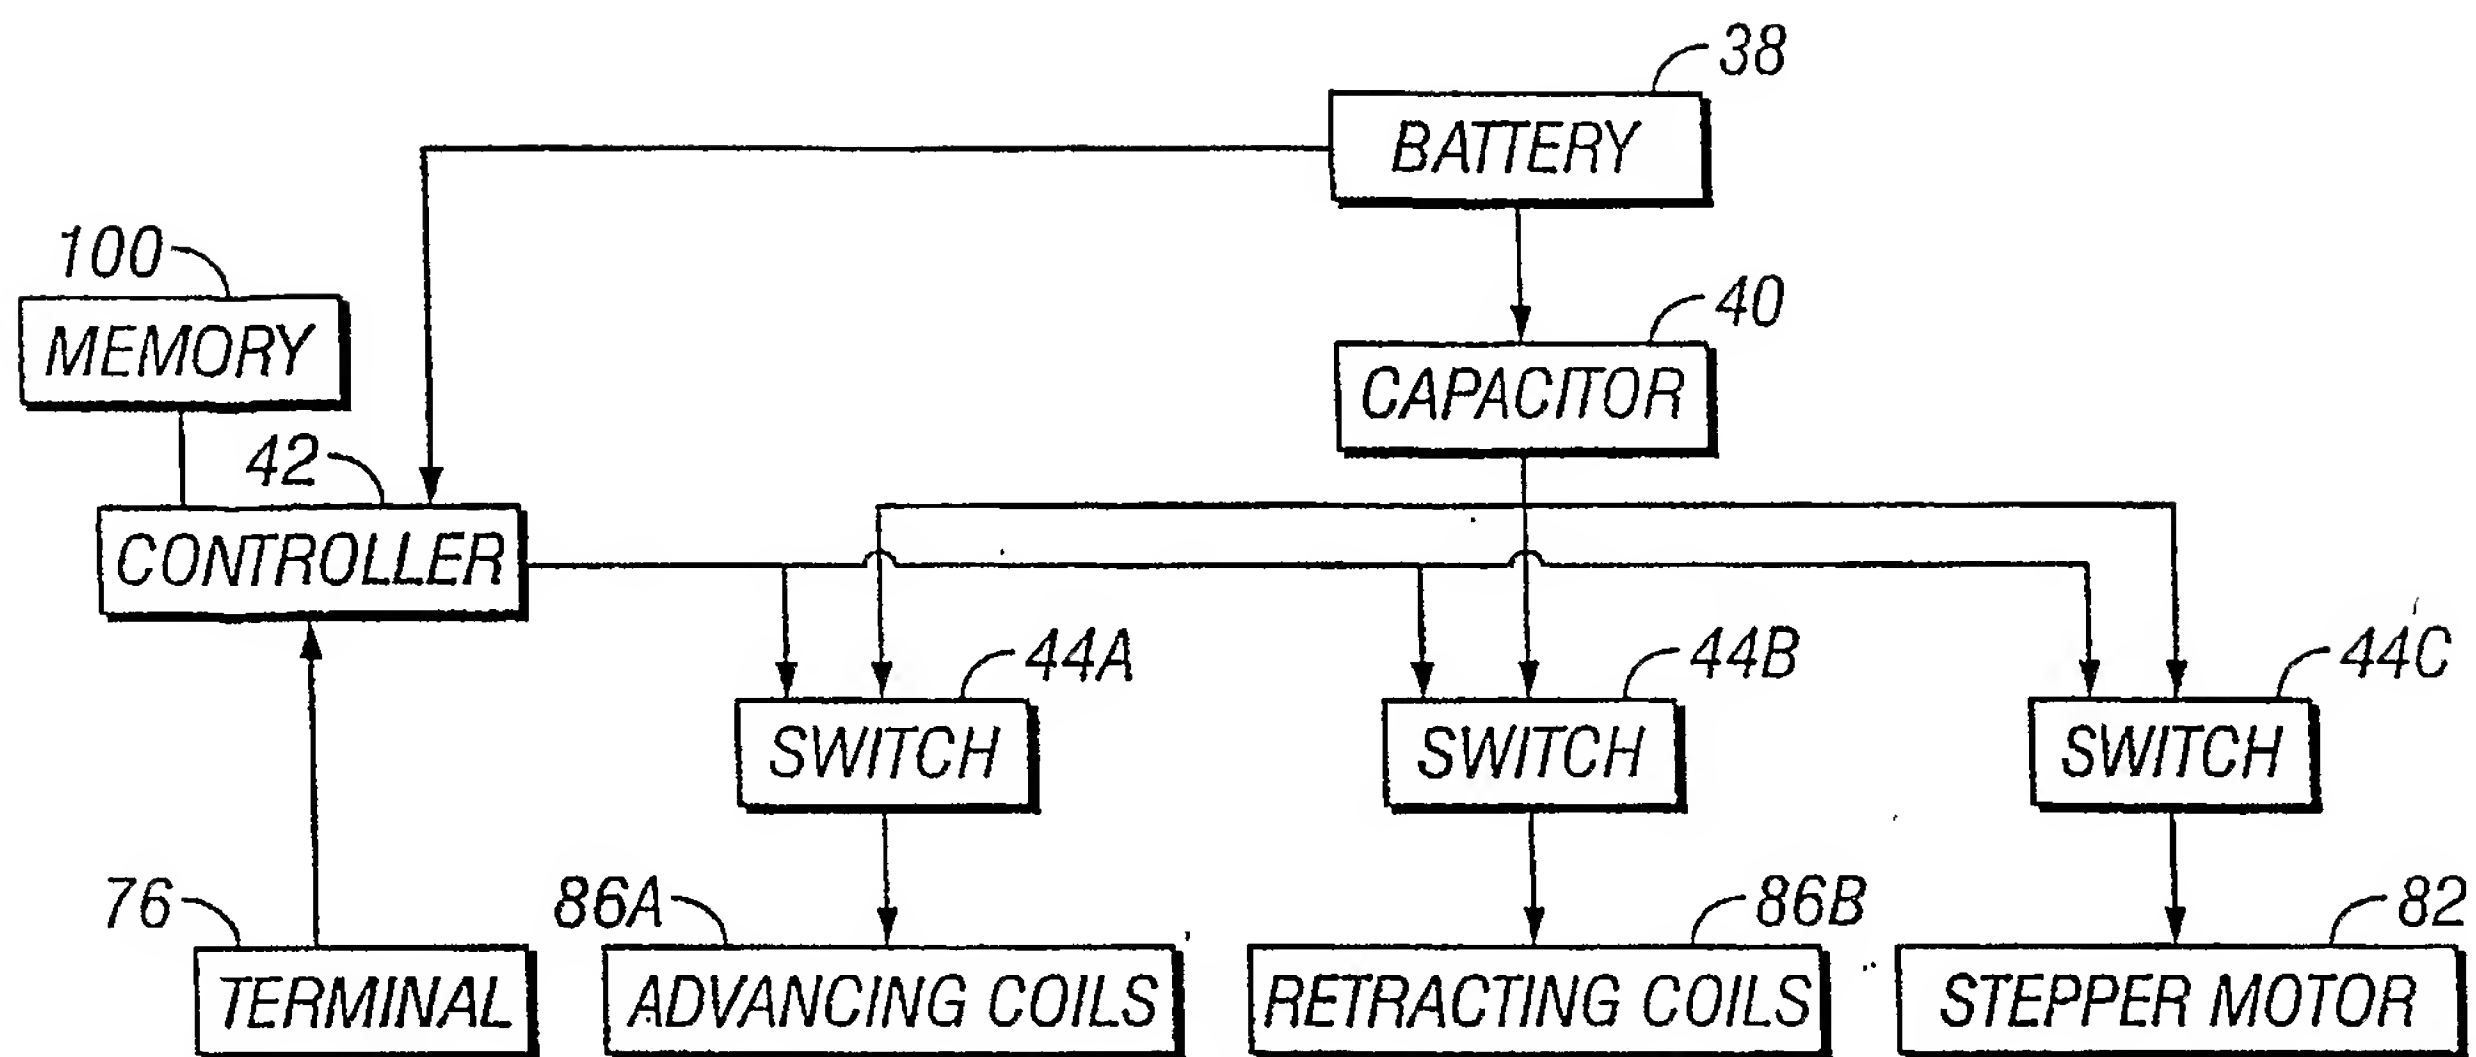 38
BATTERY
100
MEMORY
40
CAPACITOR
42
CONTROLLER
44A
44B
44C
SWITCH
SWITCH
SWITCH
76
86A
86B
82
TERMINAL
ADVANCING COILS
RETRACTING COILS
STEPPER MOTOR